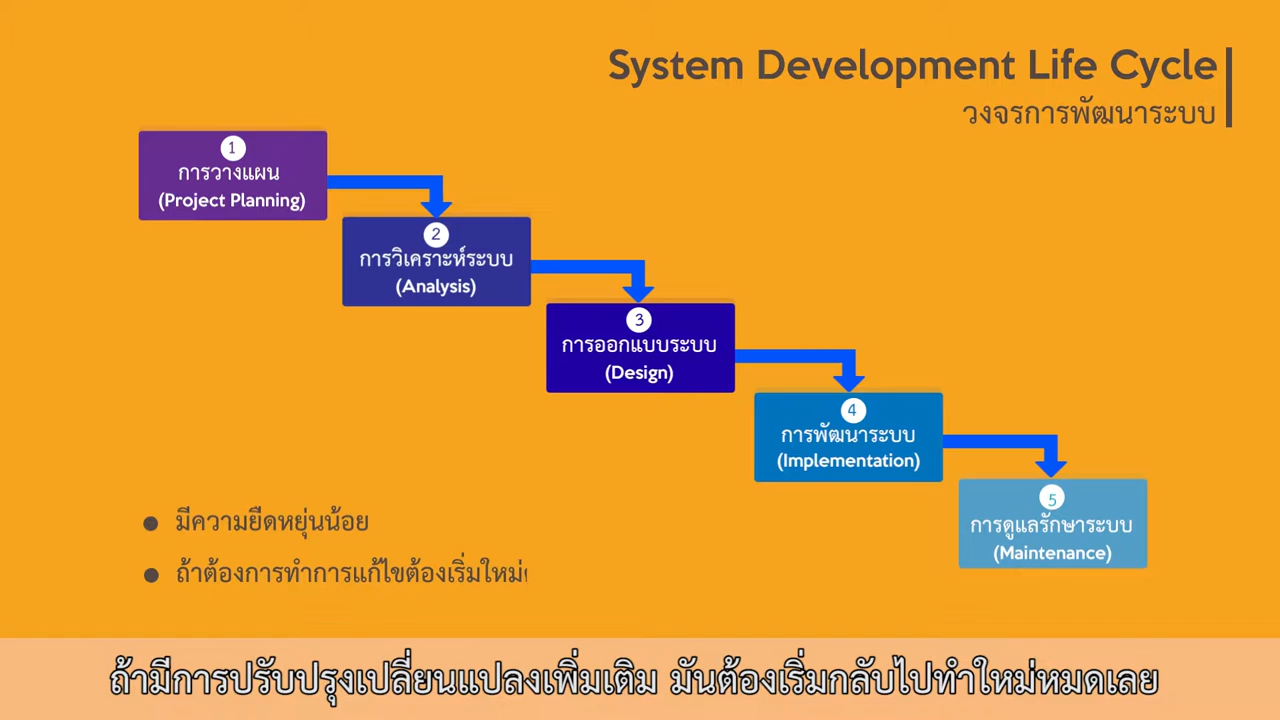 System Development Life Cycle
วงจรการพัฒนาระบบ
1
การวางแผน
(Project Planning)
2
การวิเคราะห์ระบบ
(Analysis)
3
การออกแบบระบบ
(Design)
4
การพัฒนาระบบ
(Implementation)
5
การดูแลรักษาระบบ
(Maintenance)
มีความยืดหยุ่นน้อย
ถ้าต้องการทำการแก้ไขต้องเริ่มใหม่
ถ้ามีการปรับปรุงเปลี่ยนแปลงเพิ่มเติม มันต้องเริ่มกลับไปทำใหม่หมดเลย